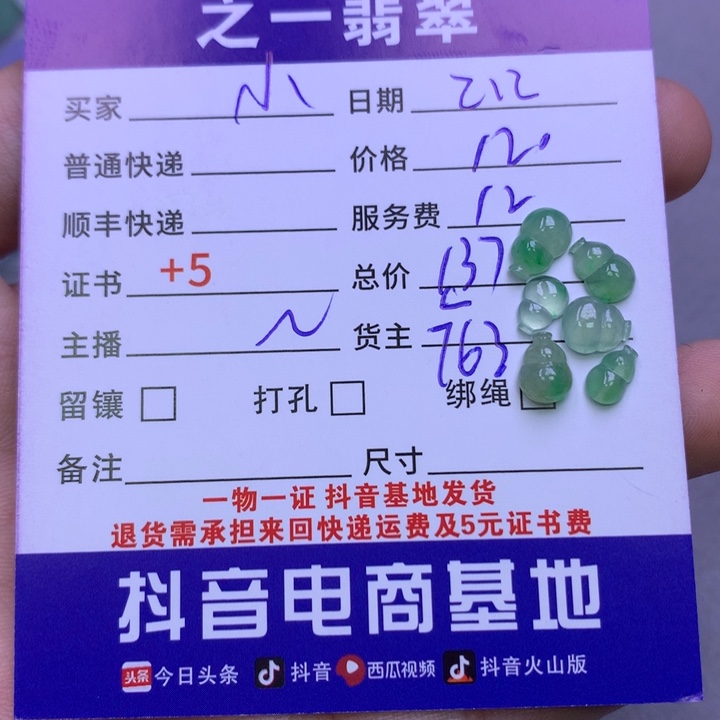 之一翡翠
买家 小 日期 212
普通快递 价格 120
顺丰快递 服务费 12
证书 +5 总价 137
主播 货主 763
留镶 打孔 绑绳
备注 尺寸
一物一证 抖音基地发货
退货需承担来回快递运费及5元证书费
抖音电商基地
头条 今日头条 抖音 西瓜视频 抖音火山版